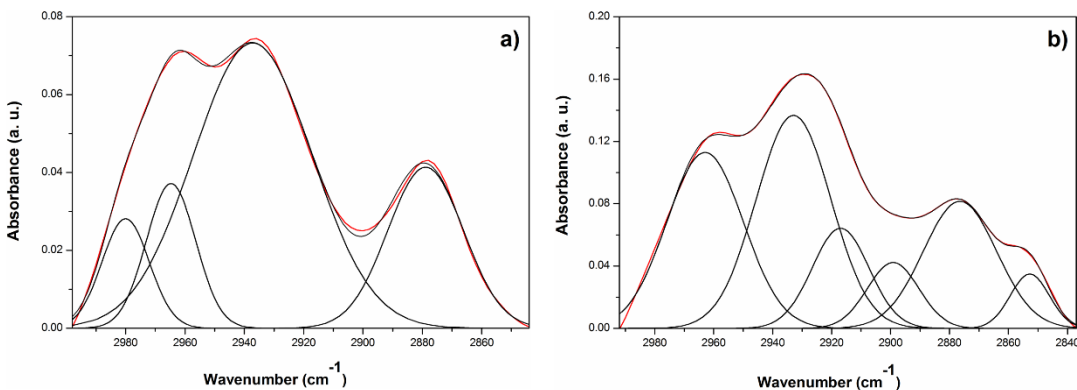 a)
Absorbance (a. u.)
0.08
0.06
0.04
0.02
0.00
2980 2960 2940 2920 2900 2880 2860
Wavenumber (cm-1)
b)
Absorbance (a. u.)
0.20
0.16
0.12
0.08
0.04
0.00
2980 2960 2940 2920 2900 2880 2860 2840
Wavenumber (cm-1)